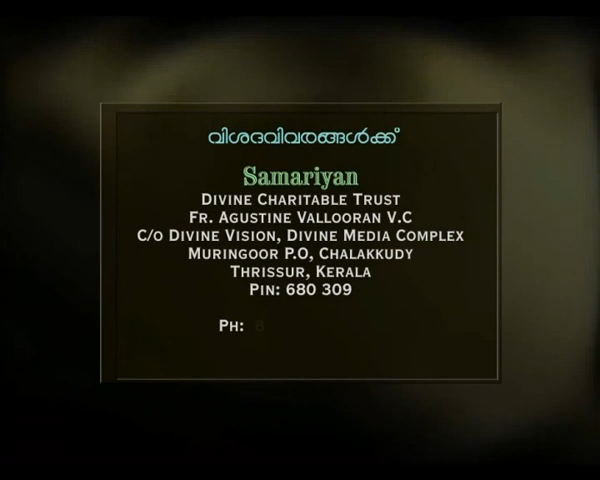 വിശദവിവരങ്ങൾക്ക്
Samariyan
Divine Charitable Trust
Fr. Agustine Vallooran V.C
C/o Divine Vision, Divine Media Complex
Muringoor P.O, Chalakkudy
Thrissur, Kerala
Pin: 680 309
Ph: 8